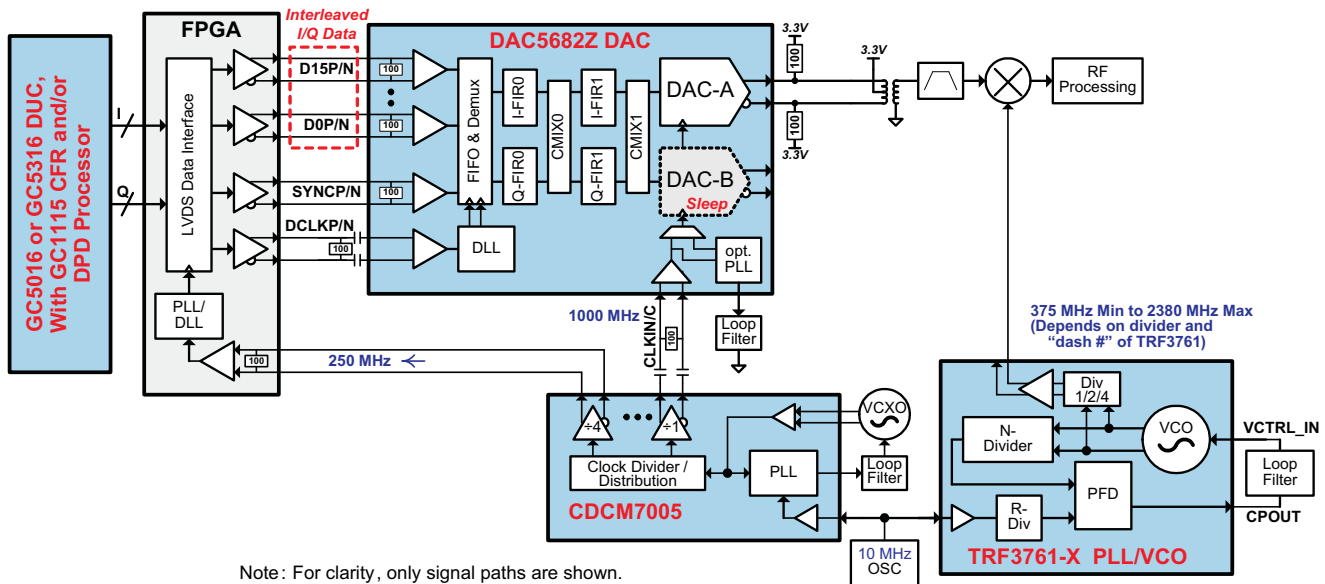 GC5016 or GC5316 DUC,
With GC1115 CFR and/or
DPD Processor
I
Q
FPGA
LVDS Data Interface
PLL/
DLL
100
250 MHz
Interleaved
I/Q Data
D15P/N
D0P/N
SYNCP/N
DCLKP/N
100
100
100
100
DAC5682Z DAC
FIFO & Demux
I-FIR0
Q-FIR0
CMIX0
I-FIR1
Q-FIR1
CMIX1
DAC-A
DAC-B
Sleep
DLL
opt.
PLL
3.3V
100
3.3V
100
3.3V
RF
Processing
1000 MHz
CLKIN/C
100
Loop
Filter
375 MHz Min to 2380 MHz Max
(Depends on divider and
“dash #” of TRF3761)
÷4
÷1
Clock Divider /
Distribution
PLL
VCXO
Loop
Filter
CDCM7005
10 MHz
OSC
Div
1/2/4
N-
Divider
VCO
PFD
R-
Div
VCTRL_IN
Loop
Filter
CPOUT
TRF3761-X PLL/VCO
Note: For clarity, only signal paths are shown.